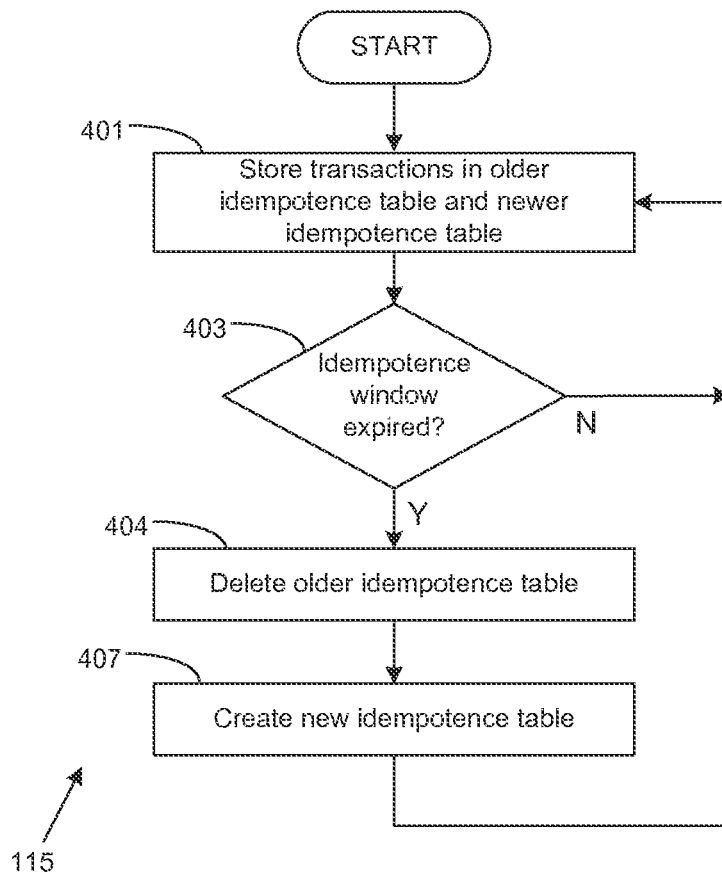 START
401
Store transactions in older
idempotence table and newer
idempotence table
403
Idempotence
window
expired?
N
Y
404
Delete older idempotence table
407
Create new idempotence table
115